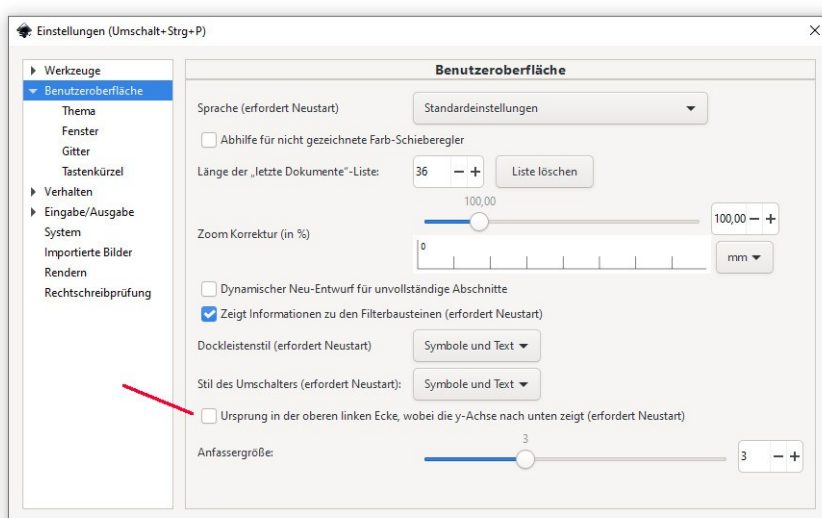 Einstellungen (Umschalt+Strg+P)
Werkzeuge
Benutzeroberfläche
Thema
Fenster
Gitter
Tastenkürzel
Verhalten
Eingabe/Ausgabe
System
Importierte Bilder
Rendern
Rechtschreibprüfung
Benutzeroberfläche
Sprache (erfordert Neustart) Standardeinstellungen
Abhilfe für nicht gezeichnete Farb-Schieberegler
Länge der „letzte Dokumente"-Liste: 36 Liste löschen
100,00
Zoom Korrektur (in %) 100,00
0 mm
Dynamischer Neu-Entwurf für unvollständige Abschnitte
Zeigt Informationen zu den Filterbausteinen (erfordert Neustart)
Dockleistenstil (erfordert Neustart) Symbole und Text
Stil des Umschalters (erfordert Neustart): Symbole und Text
Ursprung in der oberen linken Ecke, wobei die y-Achse nach unten zeigt (erfordert Neustart)
3
Anfassergröße: 3